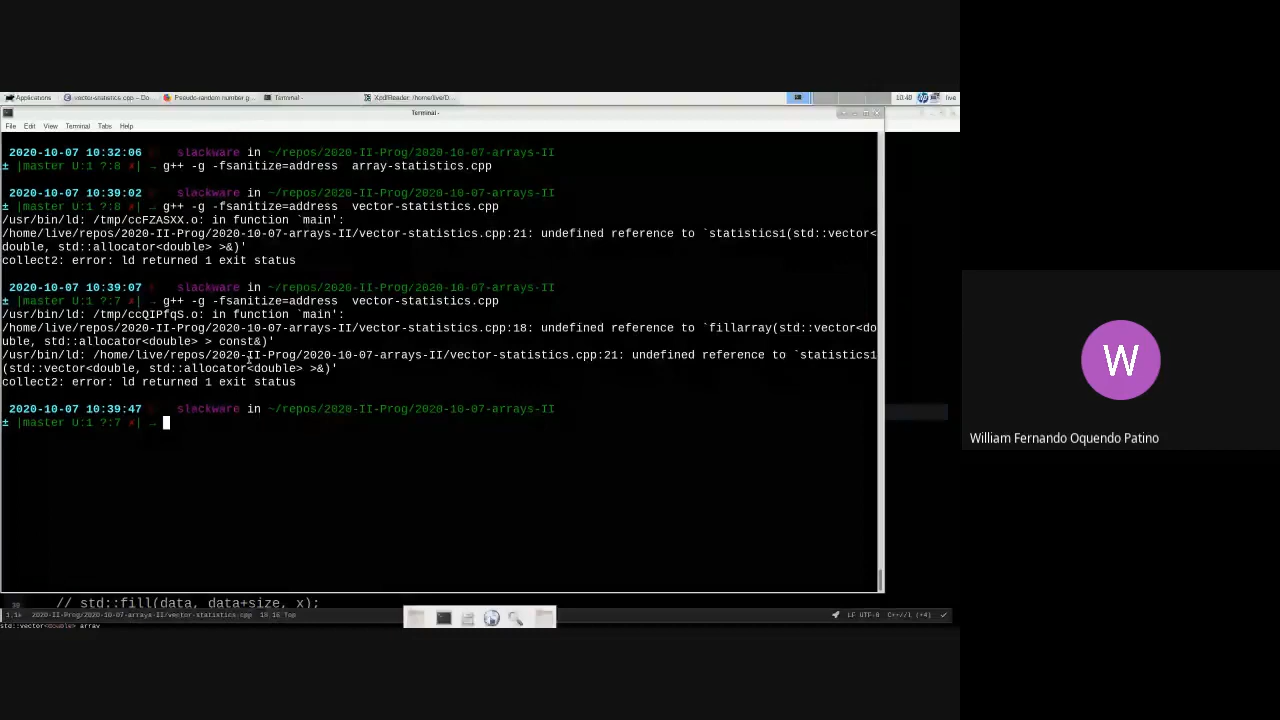 Applications
vector-statistics.cpp – Do...
Pseudo-random number g...
Terminal -
XpdfReader: /home/live/D...
10:40
live
Terminal -
File Edit View Terminal Tabs Help
2020-10-07 10:32:06 slackware in ~/repos/2020-II-Prog/2020-10-07-arrays-II
± |master U:1 ?:8 ✗| → g++ -g -fsanitize=address array-statistics.cpp
2020-10-07 10:39:02 slackware in ~/repos/2020-II-Prog/2020-10-07-arrays-II
± |master U:1 ?:8 ✗| → g++ -g -fsanitize=address vector-statistics.cpp
/usr/bin/ld: /tmp/ccFZASXX.o: in function `main':
/home/live/repos/2020-II-Prog/2020-10-07-arrays-II/vector-statistics.cpp:21: undefined reference to `statistics1(std::vector<
double, std::allocator<double> >&)'
collect2: error: ld returned 1 exit status
2020-10-07 10:39:07 slackware in ~/repos/2020-II-Prog/2020-10-07-arrays-II
± |master U:1 ?:7 ✗| → g++ -g -fsanitize=address vector-statistics.cpp
/usr/bin/ld: /tmp/ccQIPfqS.o: in function `main':
/home/live/repos/2020-II-Prog/2020-10-07-arrays-II/vector-statistics.cpp:18: undefined reference to `fillarray(std::vector<do
uble, std::allocator<double> > const&)'
/usr/bin/ld: /home/live/repos/2020-II-Prog/2020-10-07-arrays-II/vector-statistics.cpp:21: undefined reference to `statistics1
(std::vector<double, std::allocator<double> >&)'
collect2: error: ld returned 1 exit status
2020-10-07 10:39:47 slackware in ~/repos/2020-II-Prog/2020-10-07-arrays-II
± |master U:1 ?:7 ✗| →
// std::fill(data, data+size, x);
2020-II-Prog/2020-10-07-arrays-II/vector-statistics.cpp 19:16 Top
LF UTF-8 C++//l (+4) ✓
std::vector<double> array
W
William Fernando Oquendo Patino